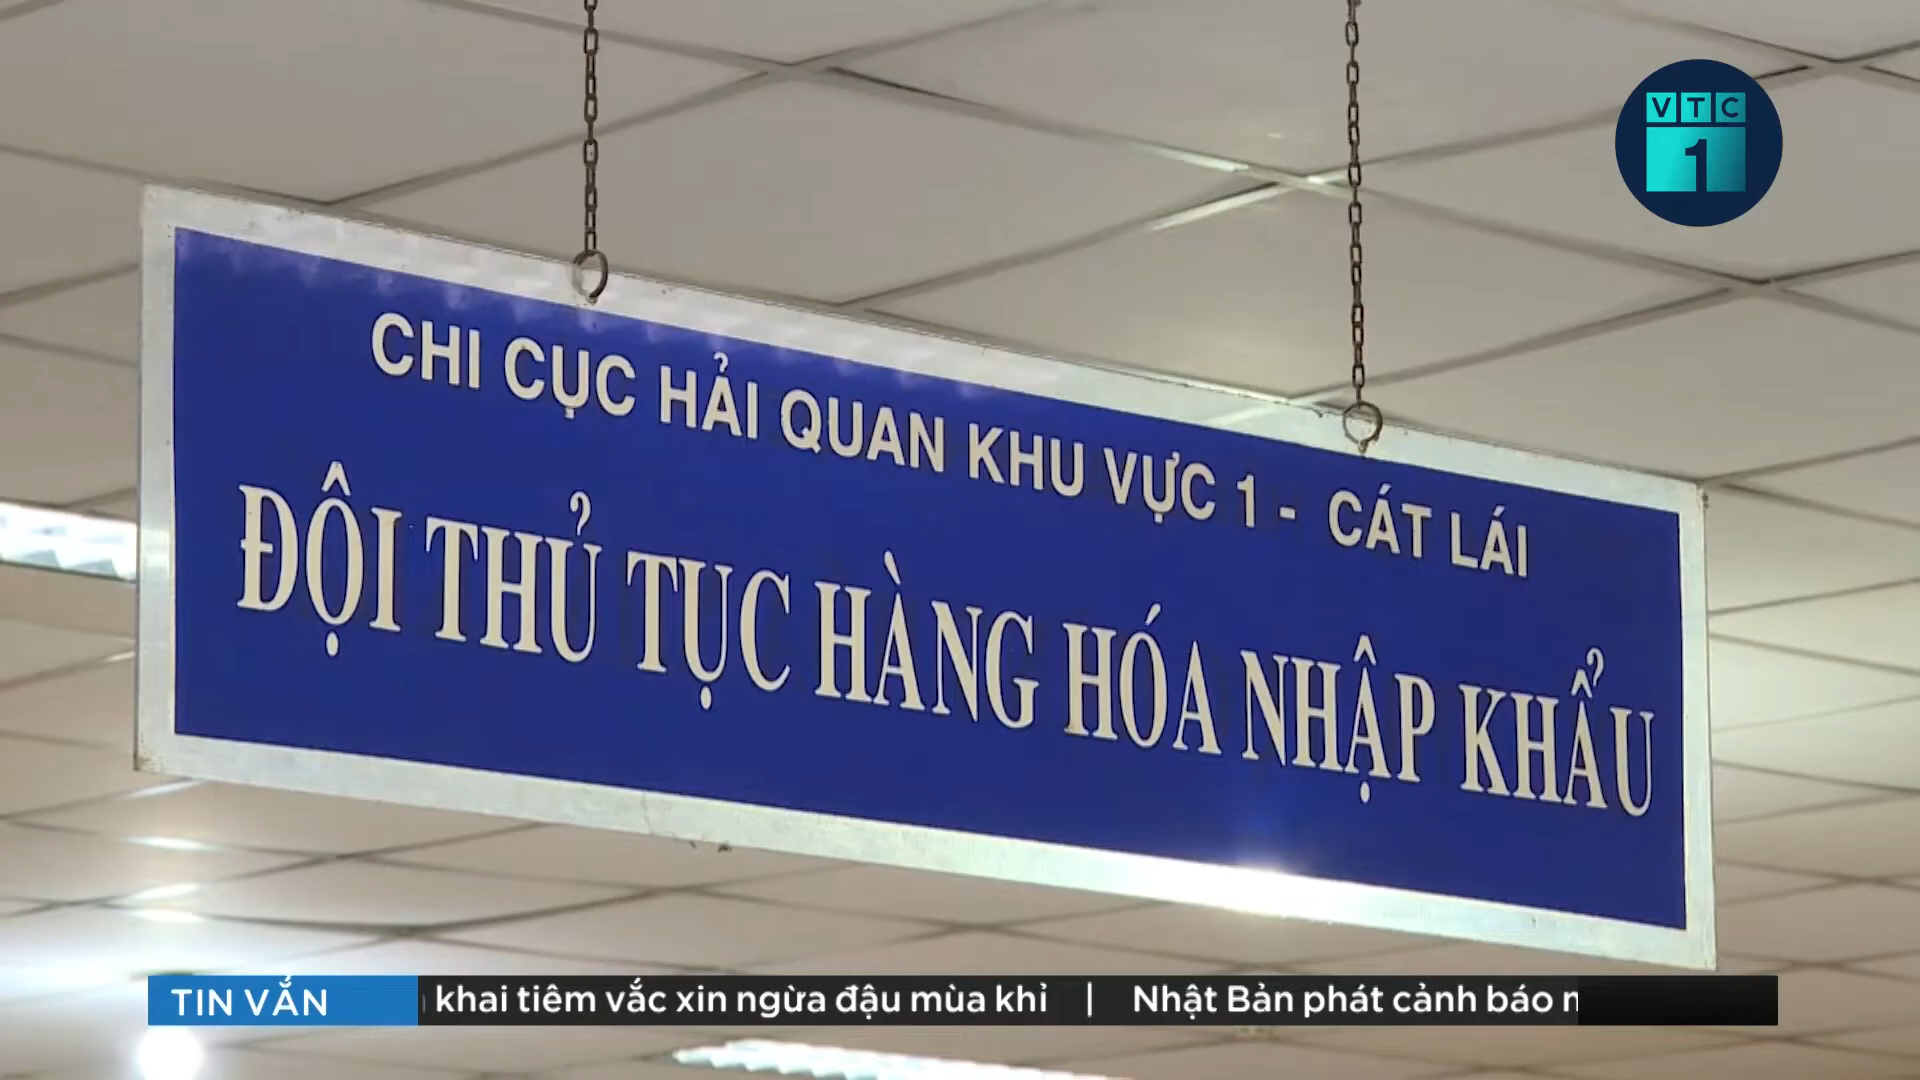 VTC
1
CHI CỤC HẢI QUAN KHU VỰC 1 - CÁT LÁI
ĐỘI THỦ TỤC HÀNG HÓA NHẬP KHẨU
TIN VẮN
khai tiêm vắc xin ngừa đậu mùa khỉ | Nhật Bản phát cảnh báo